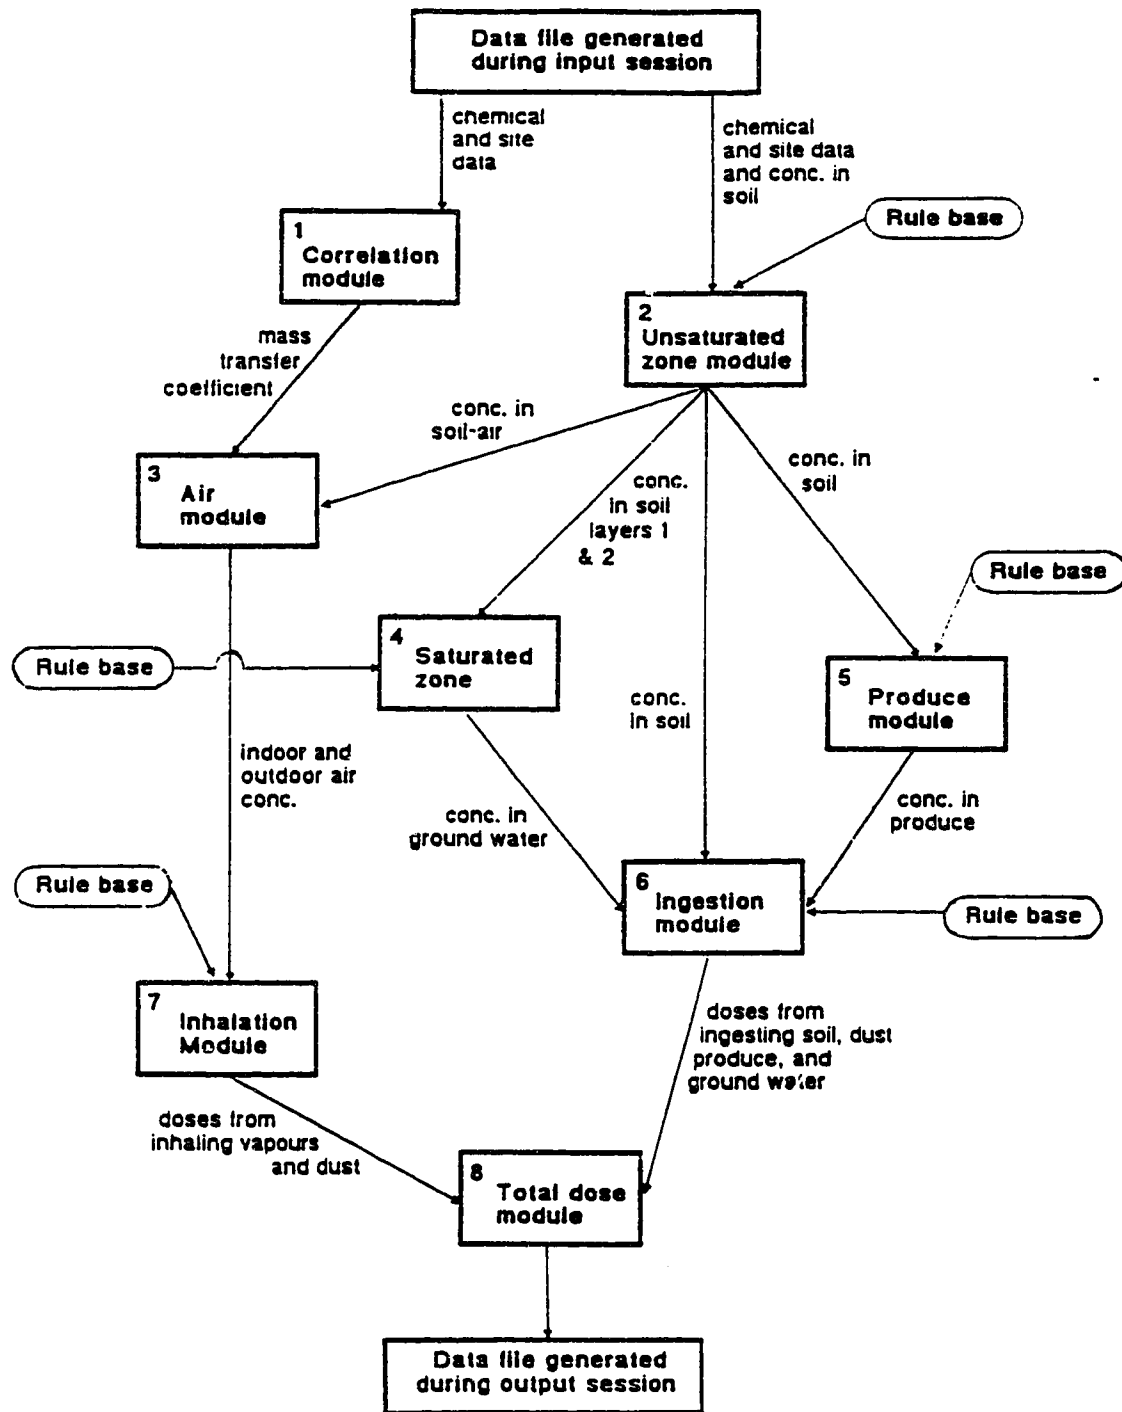 Data file generated
during input session
chemical
and site
data
chemical
and site data
and conc. in
soil
Rule base
1
Correlation
module
2
Unsaturated
zone module
mass
transfer
coefficient
conc. in
soil-air
conc.
in soil
layers 1
& 2
conc. in
soil
3
Air
module
Rule base
4
Saturated
zone
Rule base
5
Produce
module
conc.
in soil
indoor and
outdoor air
conc.
conc. in
ground water
conc. in
produce
Rule base
6
Ingestion
module
Rule base
7
Inhalation
Module
doses from
ingesting soil, dust
produce, and
ground water
doses from
inhaling vapours
and dust
8
Total dose
module
Data file generated
during output session